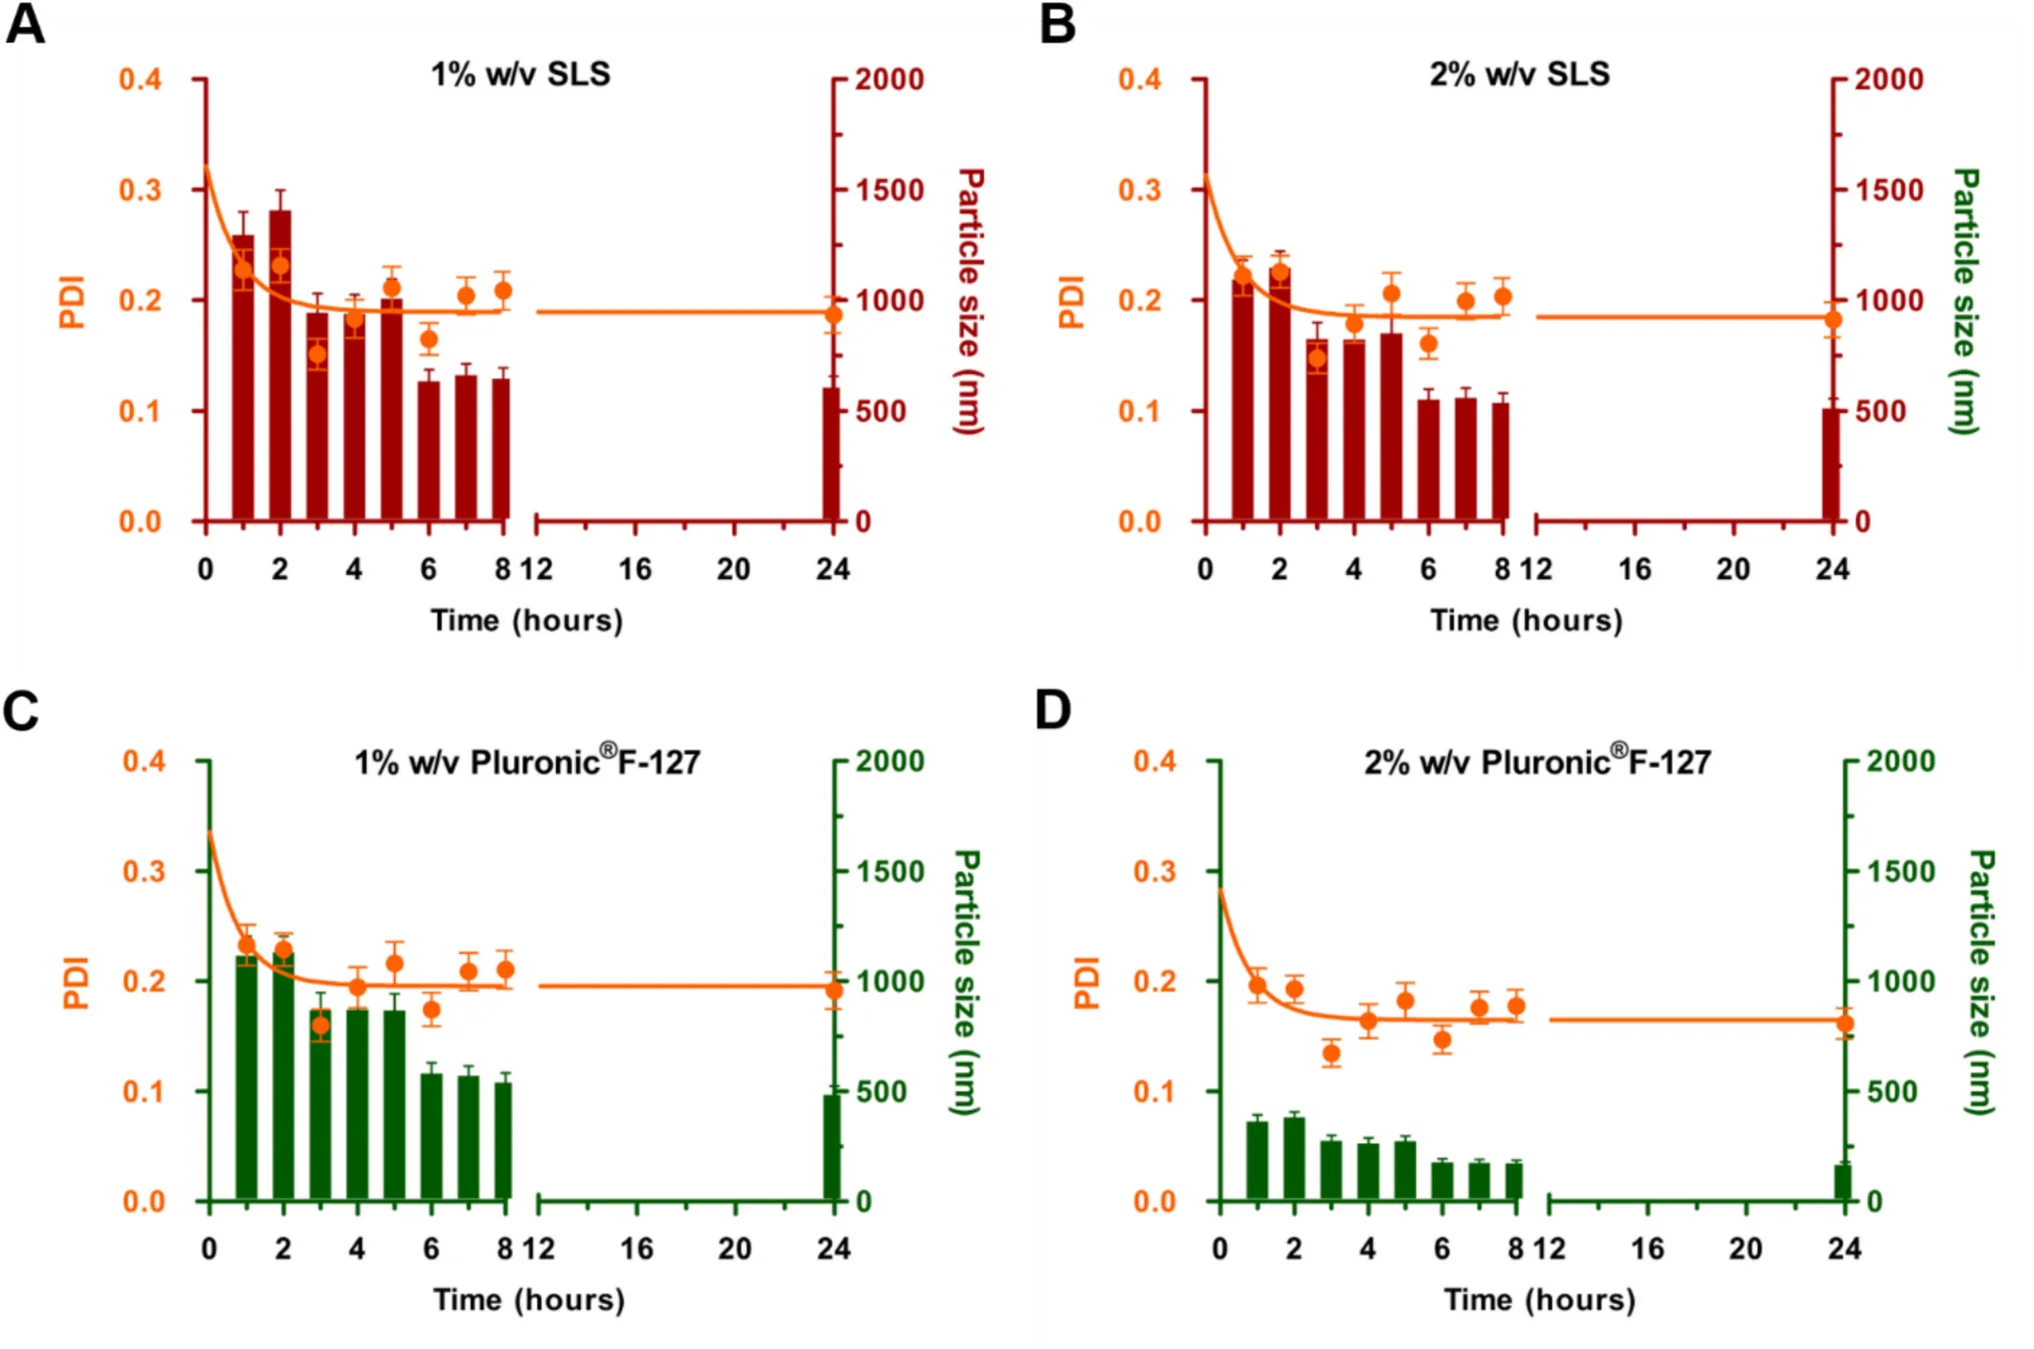 A
1% w/v SLS
0.4
0.3
0.2
0.1
0.0
PDI
2000
1500
1000
500
0
Particle size (nm)
0 2 4 6 8 12 16 20 24
Time (hours)
B
2% w/v SLS
0.4
0.3
0.2
0.1
0.0
PDI
2000
1500
1000
500
0
Particle size (nm)
0 2 4 6 8 12 16 20 24
Time (hours)
C
1% w/v Pluronic®F-127
0.4
0.3
0.2
0.1
0.0
PDI
2000
1500
1000
500
0
Particle size (nm)
0 2 4 6 8 12 16 20 24
Time (hours)
D
2% w/v Pluronic®F-127
0.4
0.3
0.2
0.1
0.0
PDI
2000
1500
1000
500
0
Particle size (nm)
0 2 4 6 8 12 16 20 24
Time (hours)